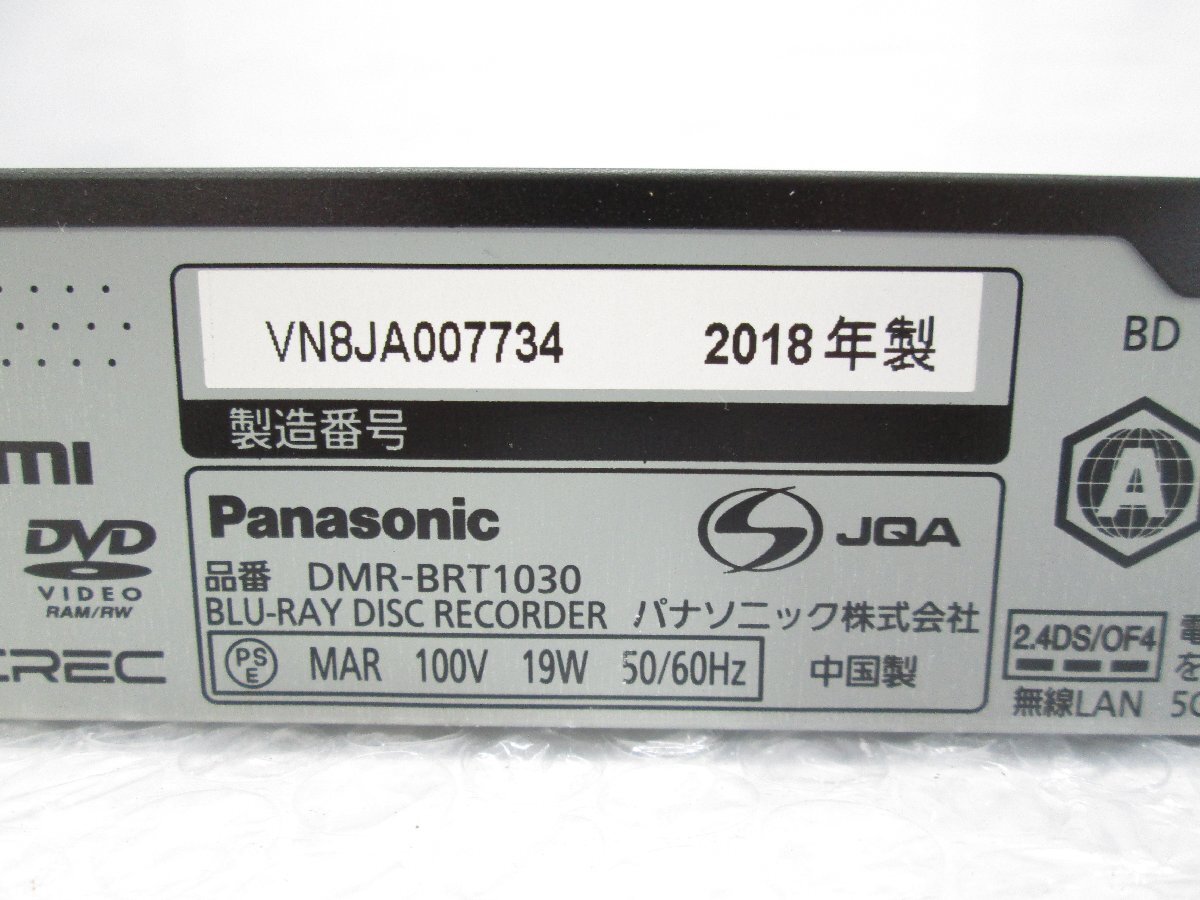 VN8JA007734 2018年製
製造番号
BD
A
DVD
VIDEO
RAM/RW
Panasonic
JQA
品番 DMR-BRT1030
BLU-RAY DISC RECORDER パナソニック株式会社
PS
E
MAR 100V 19W 50/60Hz 中国製
2.4DS/OF4
無線LAN